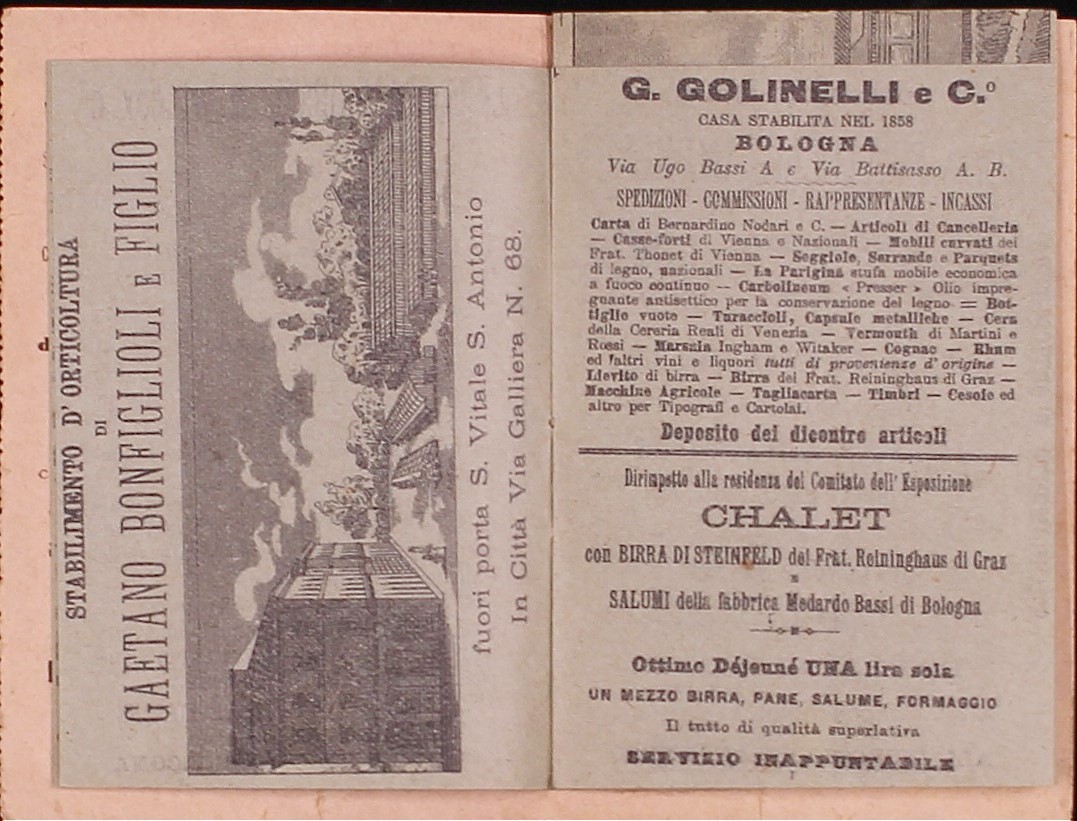 STABILIMENTO D' ORTICOLTURA
DI
GAETANO BONFIGLIOLI E FIGLIO
fuori porta S. Vitale S. Antonio
In Città Via Galliera N. 68.
G. GOLINELLI e C.º
CASA STABILITA NEL 1858
BOLOGNA
Via Ugo Bassi A e Via Battisasso A. B.
SPEDIZIONI - COMMISSIONI - RAPPRESENTANZE - INCASSI
Carta di Bernardino Nodari e C. — Articoli di Cancelleria
— Casse-forti di Vienna e Nazionali — Mobili curvati dei
Frat. Thonet di Vienna — Seggiole, Serrande e Parquets
di legno, nazionali — La Parigina stufa mobile economica
a fuoco continuo — Carbolineum « Presser » Olio impre-
gnante antisettico per la conservazione del legno = Bot-
tiglie vuote — Turaccioli, Capsule metalliche — Cera
della Cereria Reali di Venezia — Vermouth di Martini e
Rossi — Marsala Ingham e Witaker — Cognac — Rhum
ed altri vini e liquori tutti di provenienze d' origine —
Lievito di birra — Birra dei Frat. Reininghaus di Graz —
Macchine Agricole — Tagliacarta — Timbri — Cesoie ed
altro per Tipografi e Cartolai.
Deposito dei dicontro articoli
Dirimpetto alla residenza del Comitato dell' Esposizione
CHALET
con BIRRA DI STEINFELD dei Frat. Reininghaus di Graz
E
SALUMI della fabbrica Medardo Bassi di Bologna
Ottimo Déjeuné UNA lira sola
UN MEZZO BIRRA, PANE, SALUME, FORMAGGIO
Il tutto di qualità superlativa
SERVIZIO INAPPUNTABILE